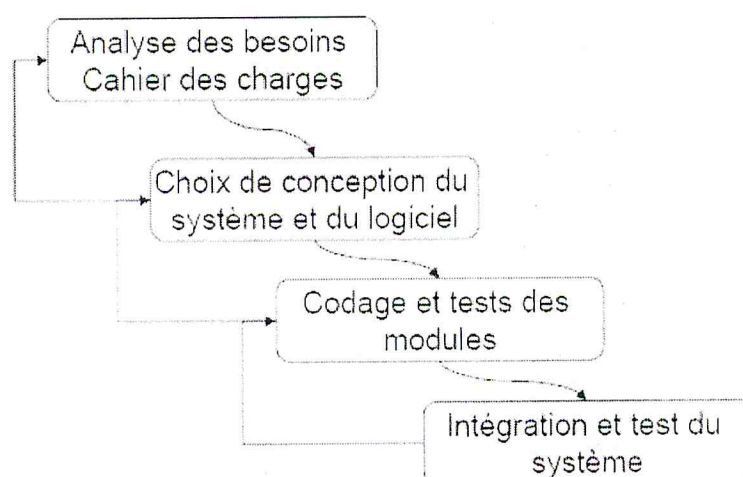 Analyse des besoins
Cahier des charges
Choix de conception du
système et du logiciel
Codage et tests des
modules
Intégration et test du
système